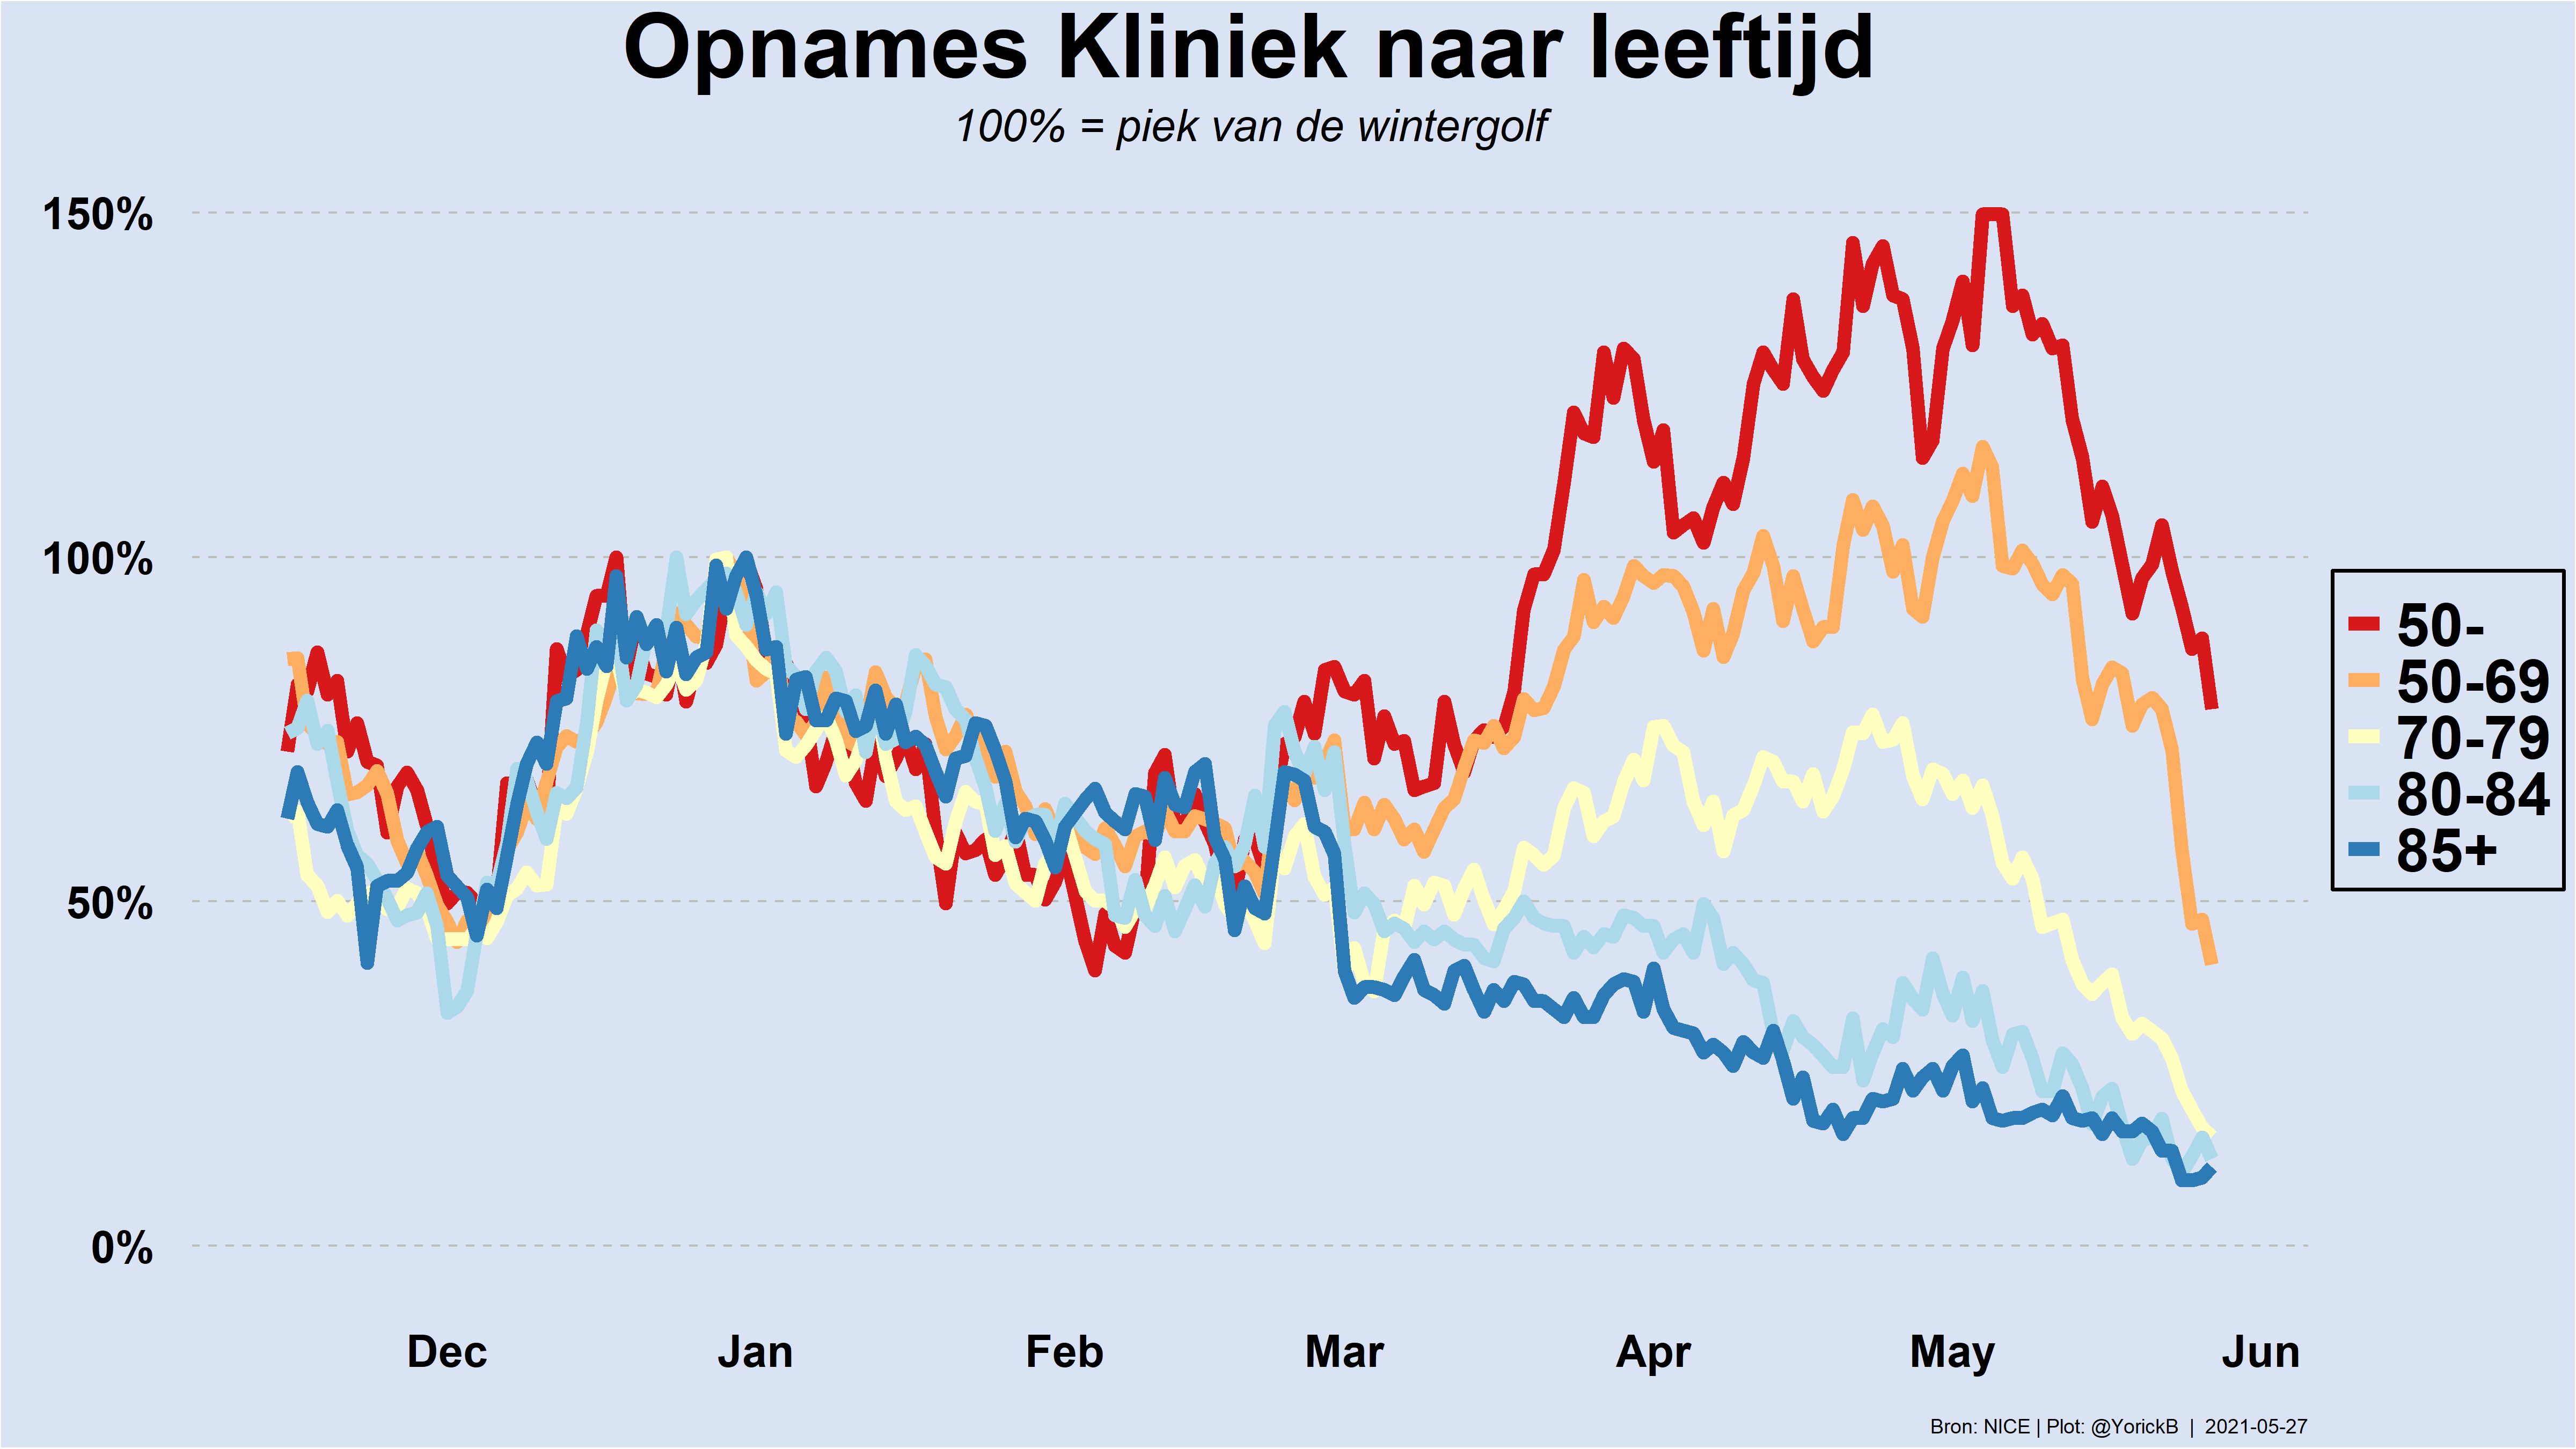 Opnames Kliniek naar leeftijd
100% = piek van de wintergolf
150%
100%
50%
0%
50-
50-69
70-79
80-84
85+
Dec Jan Feb Mar Apr May Jun
Bron: NICE | Plot: @YorickB | 2021-05-27